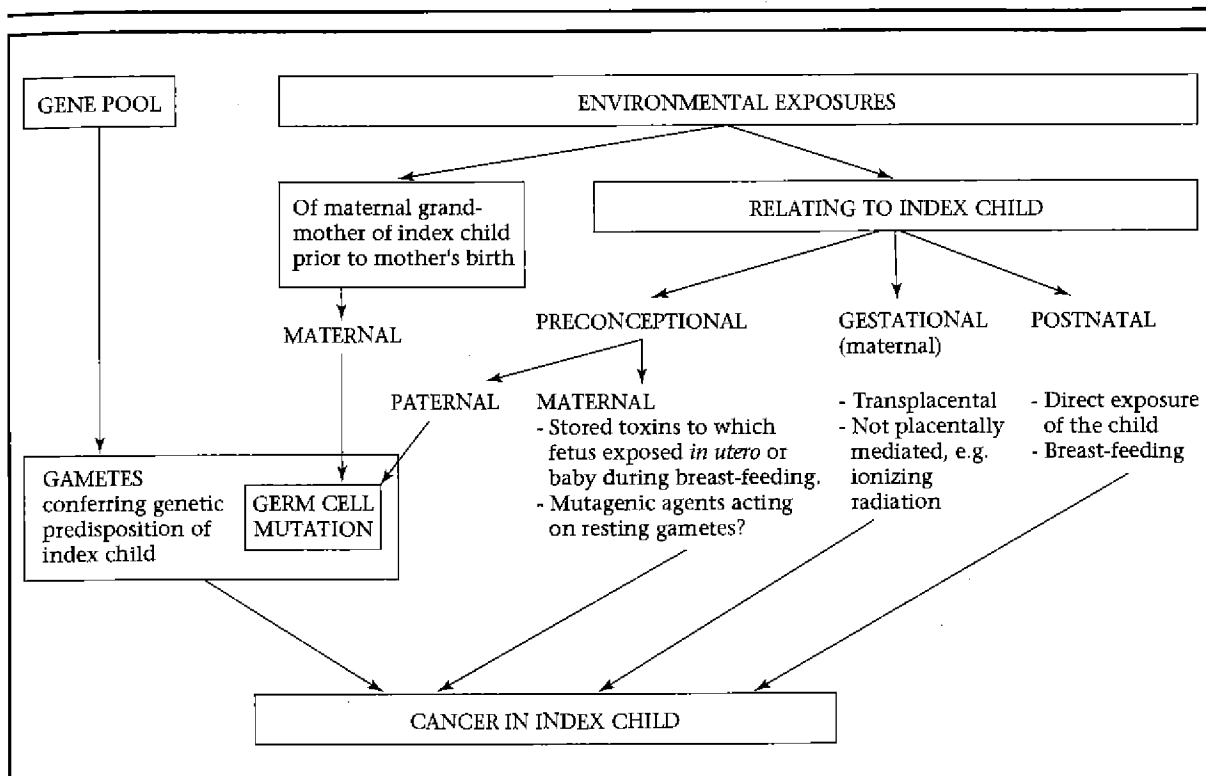 GENE POOL
ENVIRONMENTAL EXPOSURES
Of maternal grand-
mother of index child
prior to mother's birth
RELATING TO INDEX CHILD
MATERNAL
PRECONCEPTIONAL
GESTATIONAL
(maternal)
POSTNATAL
PATERNAL
MATERNAL
- Stored toxins to which
fetus exposed in utero or
baby during breast-feeding.
- Mutagenic agents acting
on resting gametes?
- Transplacental
- Not placentally
mediated, e.g.
ionizing
radiation
- Direct exposure
of the child
- Breast-feeding
GAMETES
conferring genetic
predisposition of
index child
GERM CELL
MUTATION
CANCER IN INDEX CHILD